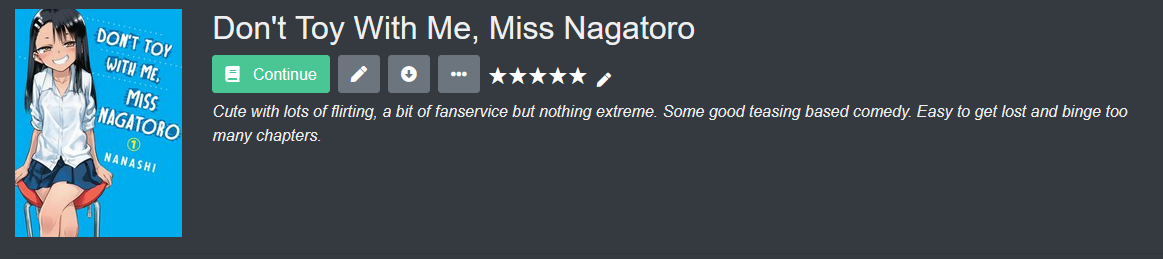 Don't Toy With Me, Miss Nagatoro
Continue
Cute with lots of flirting, a bit of fanservice but nothing extreme. Some good teasing based comedy. Easy to get lost and binge too
many chapters.
DON'T TOY
WITH ME,
MISS
NAGATORO
1
NANASHI